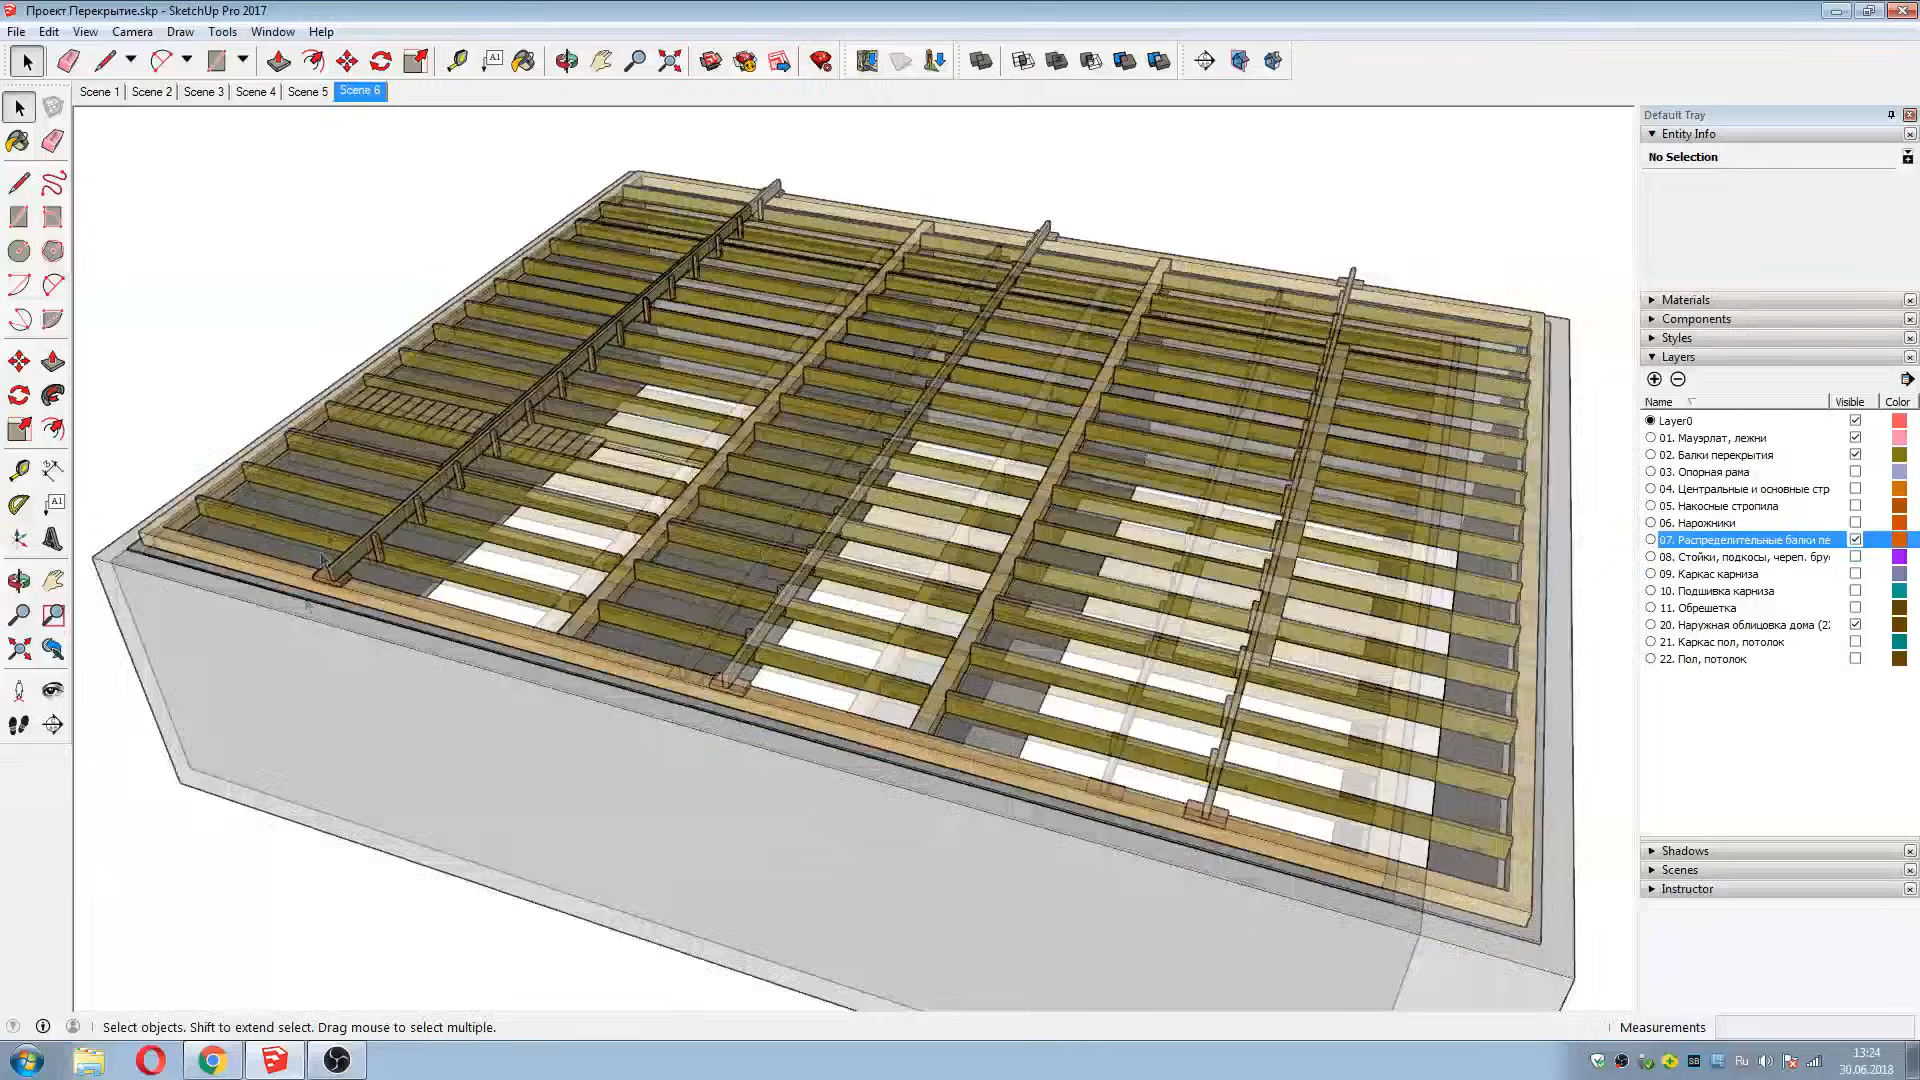 Проект Перекрытие.skp - SketchUp Pro 2017
File Edit View Camera Draw Tools Window Help
A1
Scene 1 Scene 2 Scene 3 Scene 4 Scene 5 Scene 6
Default Tray
Entity Info
No Selection
Materials
Components
Styles
Layers
Name Visible Color
Layer0
01. Мауэрлат, лежни
02. Балки перекрытия
03. Опорная рама
04. Центральные и основные стр
05. Накосные стропила
06. Нарожники
07. Распределительные балки пе
08. Стойки, подкосы, череп. бру
09. Каркас карниза
10. Подшивка карниза
11. Обрешетка
20. Наружная облицовка дома (2
21. Каркас пол, потолок
22. Пол, потолок
A1
Shadows
Scenes
Instructor
Select objects. Shift to extend select. Drag mouse to select multiple.
Measurements
Ru
13:24
30.06.2018